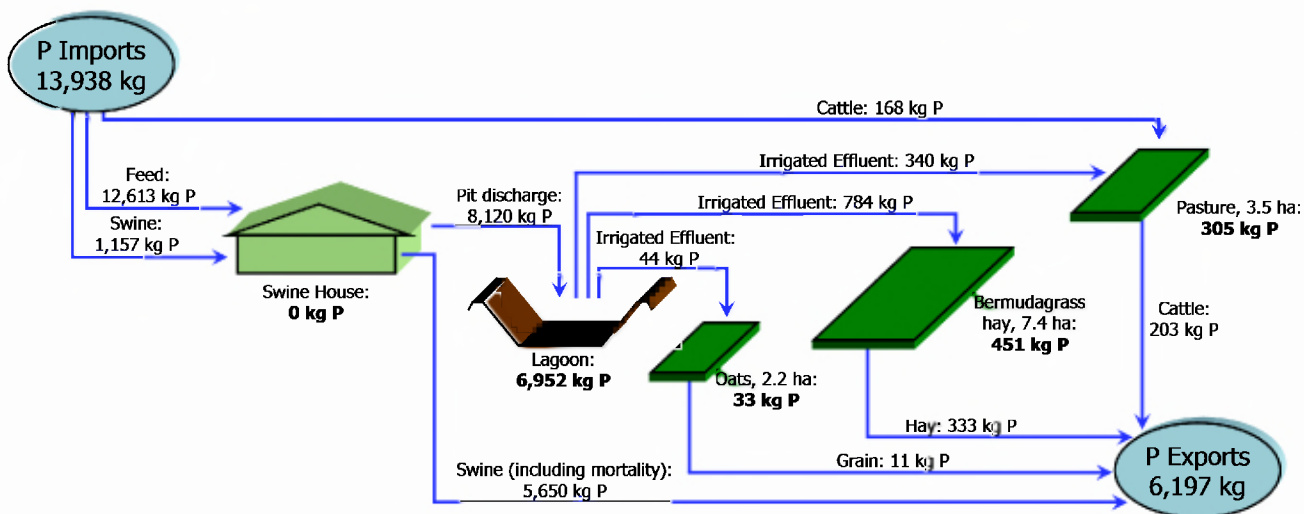 P Imports
13,938 kg
Cattle: 168 kg P
Irrigated Effluent: 340 kg P
Feed:
12,613 kg P
Swine:
1,157 kg P
Pit discharge:
8,120 kg P
Irrigated Effluent: 784 kg P
Irrigated Effluent:
44 kg P
Pasture, 3.5 ha:
305 kg P
Swine House:
0 kg P
Bermudagrass
hay, 7.4 ha:
451 kg P
Cattle:
203 kg P
Lagoon:
6,952 kg P
Oats, 2.2 ha:
33 kg P
Hay: 333 kg P
Grain: 11 kg P
Swine (including mortality):
5,650 kg P
P Exports
6,197 kg